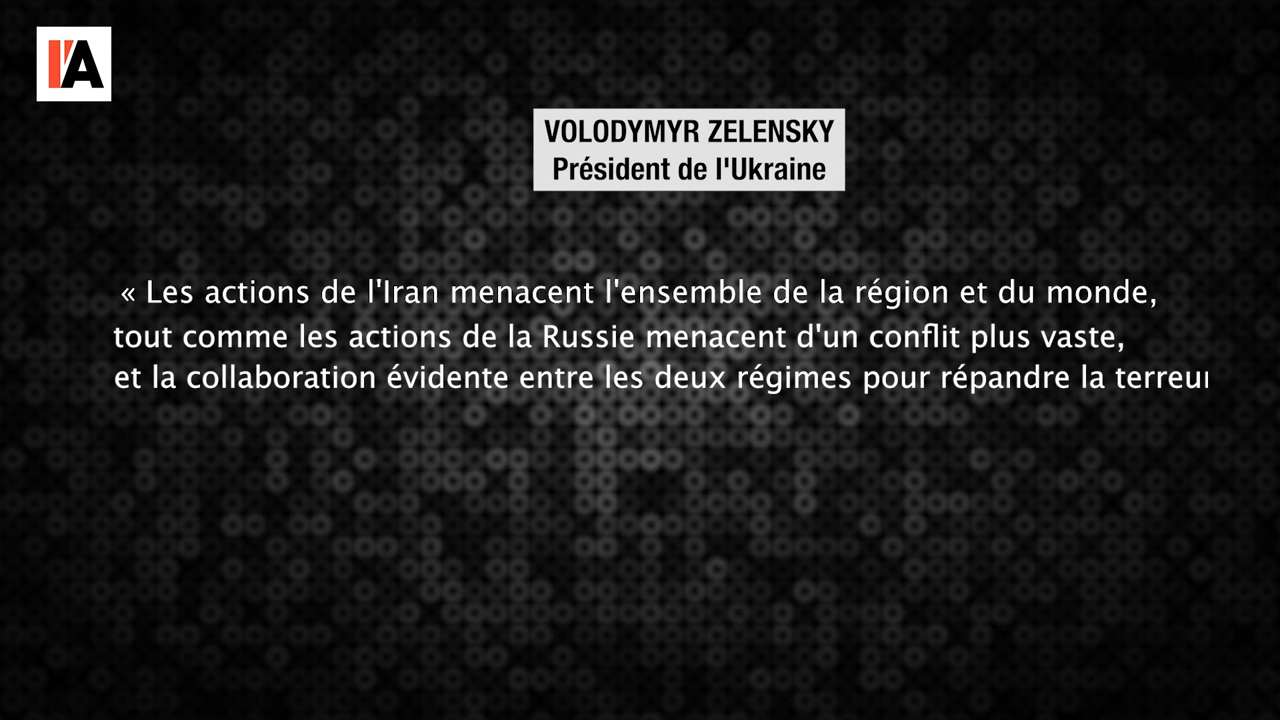 I'A
VOLODYMYR ZELENSKY
Président de l'Ukraine
« Les actions de l'Iran menacent l'ensemble de la région et du monde,
tout comme les actions de la Russie menacent d'un conflit plus vaste,
et la collaboration évidente entre les deux régimes pour répandre la terreur